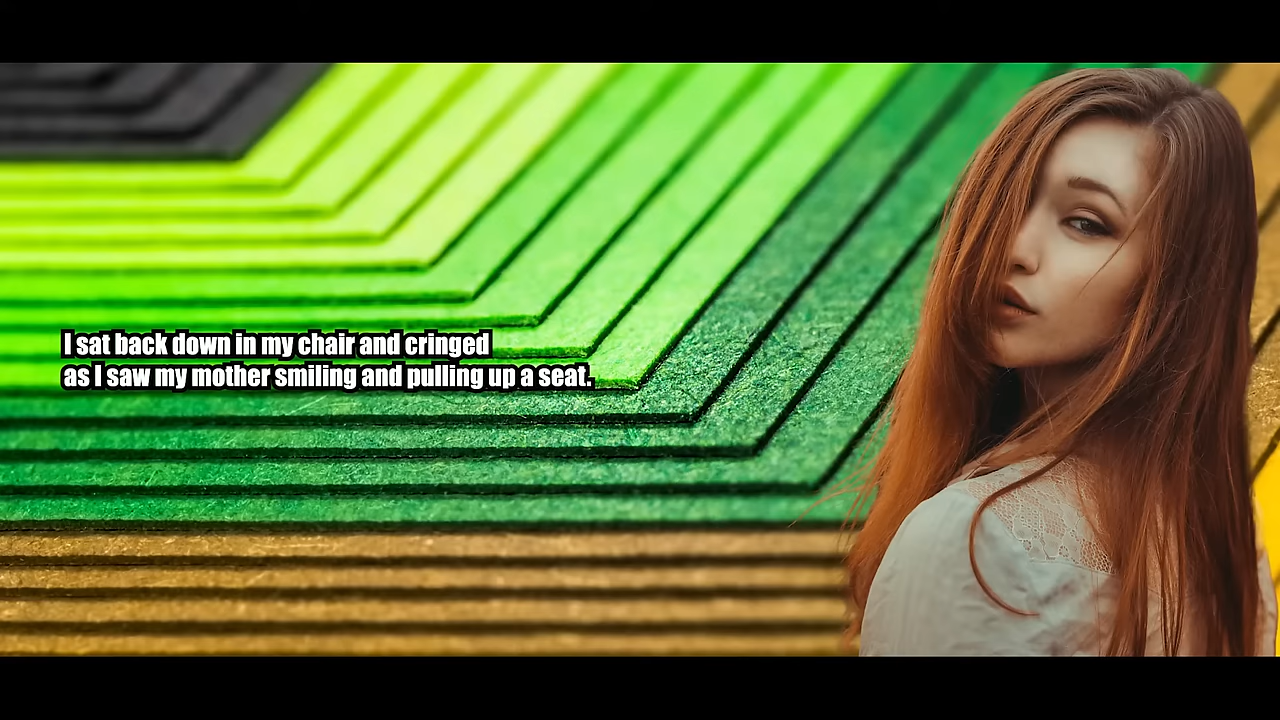 I sat back down in my chair and cringed
as I saw my mother smiling and pulling up a seat.